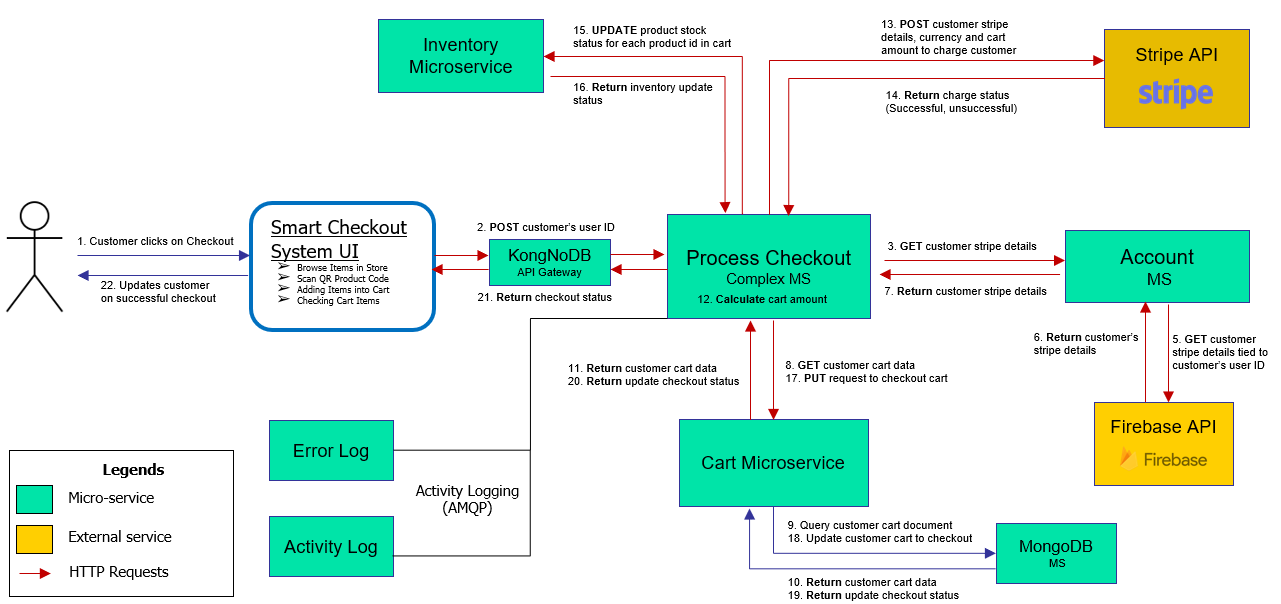 Inventory
Microservice
15. UPDATE product stock
status for each product id in cart
16. Return inventory update
status
13. POST customer stripe
details, currency and cart
amount to charge customer
14. Return charge status
(Successful, unsuccessful)
Stripe API
stripe
1. Customer clicks on Checkout
22. Updates customer
on successful checkout
Smart Checkout
System UI
➢ Browse Items in Store
➢ Scan QR Product Code
➢ Adding Items into Cart
➢ Checking Cart Items
2. POST customer's user ID
KongNoDB
API Gateway
21. Return checkout status
Process Checkout
Complex MS
12. Calculate cart amount
3. GET customer stripe details
7. Return customer stripe details
Account
MS
6. Return customer's
stripe details
5. GET customer
stripe details tied to
customer's user ID
Firebase API
Firebase
11. Return customer cart data
20. Return update checkout status
8. GET customer cart data
17. PUT request to checkout cart
Cart Microservice
9. Query customer cart document
18. Update customer cart to checkout
10. Return customer cart data
19. Return update checkout status
MongoDB
MS
Error Log
Activity Logging
(AMQP)
Activity Log
Legends
Micro-service
External service
HTTP Requests